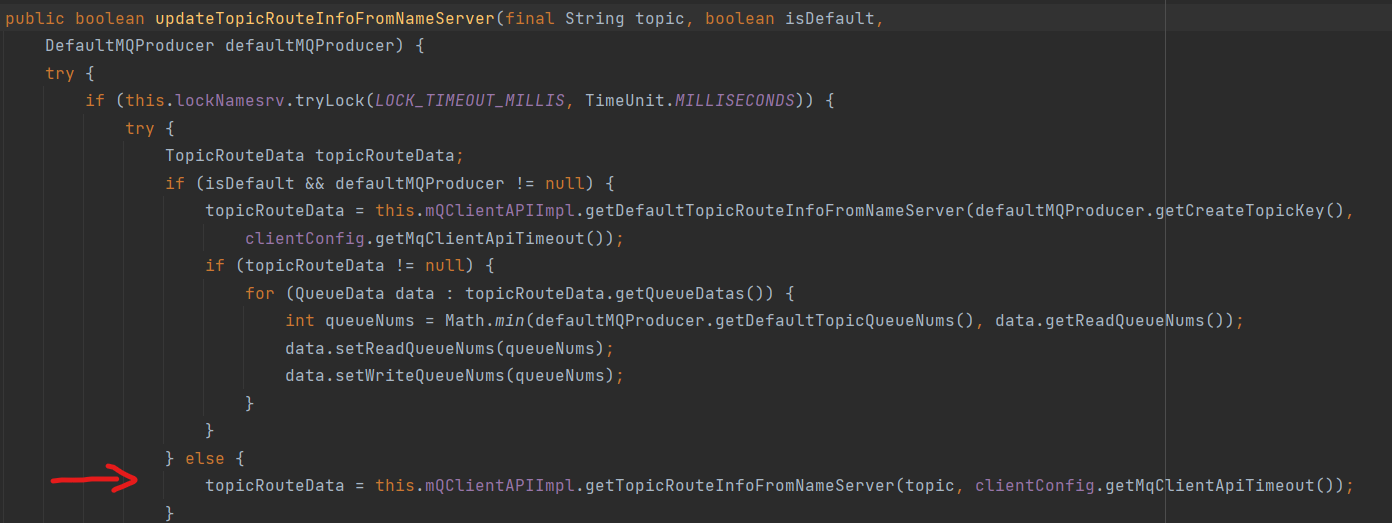 public boolean updateTopicRouteInfoFromNameServer(final String topic, boolean isDefault,
DefaultMQProducer defaultMQProducer) {
try {
if (this.lockNamesrv.tryLock(LOCK_TIMEOUT_MILLIS, TimeUnit.MILLISECONDS)) {
try {
TopicRouteData topicRouteData;
if (isDefault && defaultMQProducer != null) {
topicRouteData = this.mQClientAPIImpl.getDefaultTopicRouteInfoFromNameServer(defaultMQProducer.getCreateTopicKey(),
clientConfig.getMqClientApiTimeout());
if (topicRouteData != null) {
for (QueueData data : topicRouteData.getQueueDatas()) {
int queueNums = Math.min(defaultMQProducer.getDefaultTopicQueueNums(), data.getReadQueueNums());
data.setReadQueueNums(queueNums);
data.setWriteQueueNums(queueNums);
}
}
} else {
topicRouteData = this.mQClientAPIImpl.getTopicRouteInfoFromNameServer(topic, clientConfig.getMqClientApiTimeout());
}